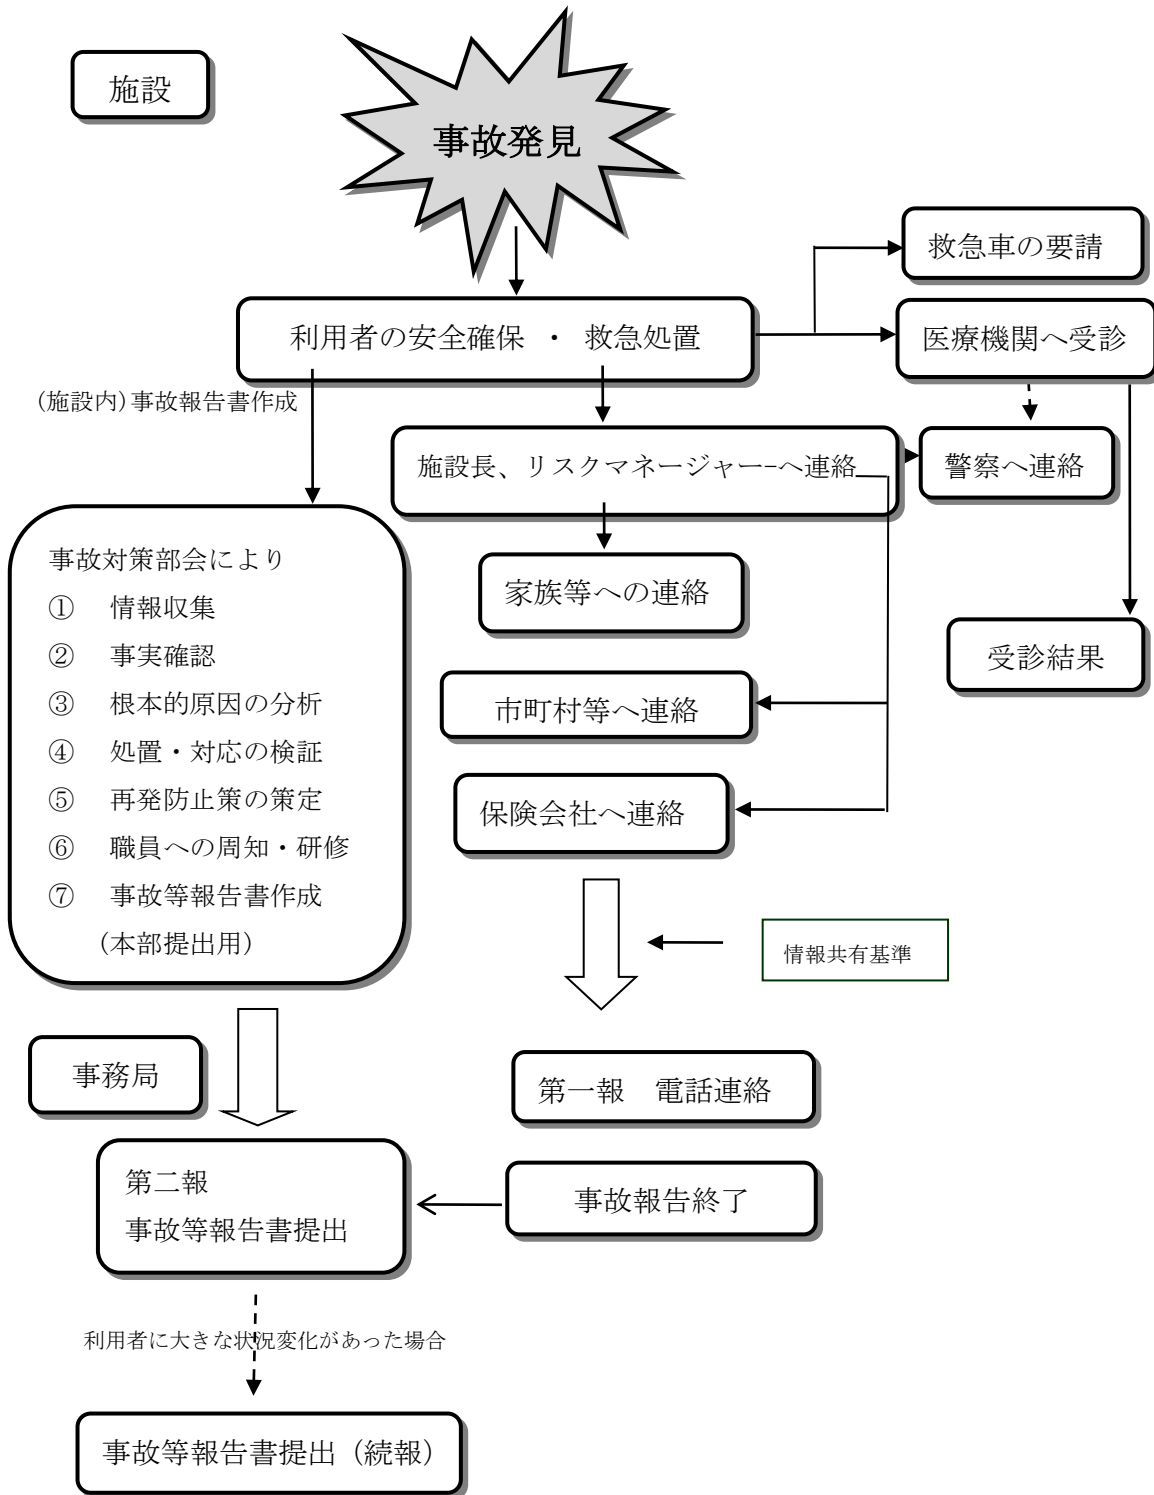 施設
事故発見
救急車の要請
利用者の安全確保 ・ 救急処置
医療機関へ受診
(施設内)事故報告書作成
施設長、リスクマネージャー-へ連絡
警察へ連絡
事故対策部会により
① 情報収集
② 事実確認
③ 根本的原因の分析
④ 処置・対応の検証
⑤ 再発防止策の策定
⑥ 職員への周知・研修
⑦ 事故等報告書作成
(本部提出用)
家族等への連絡
受診結果
市町村等へ連絡
保険会社へ連絡
情報共有基準
事務局
第一報 電話連絡
第二報
事故等報告書提出
事故報告終了
利用者に大きな状況変化があった場合
事故等報告書提出(続報)